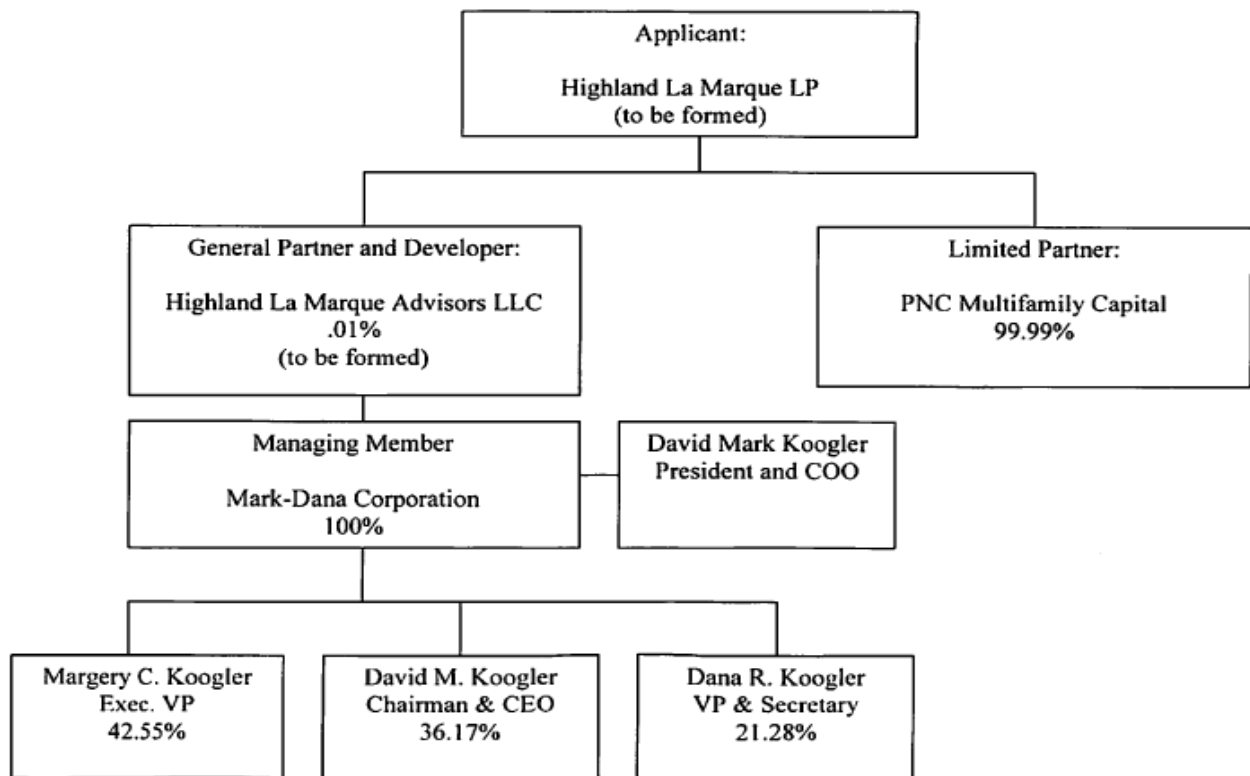 Applicant:
Highland La Marque LP
(to be formed)
General Partner and Developer:
Highland La Marque Advisors LLC
.01%
(to be formed)
Limited Partner:
PNC Multifamily Capital
99.99%
Managing Member
Mark-Dana Corporation
100%
David Mark Koogler
President and COO
Margery C. Koogler
Exec. VP
42.55%
David M. Koogler
Chairman & CEO
36.17%
Dana R. Koogler
VP & Secretary
21.28%